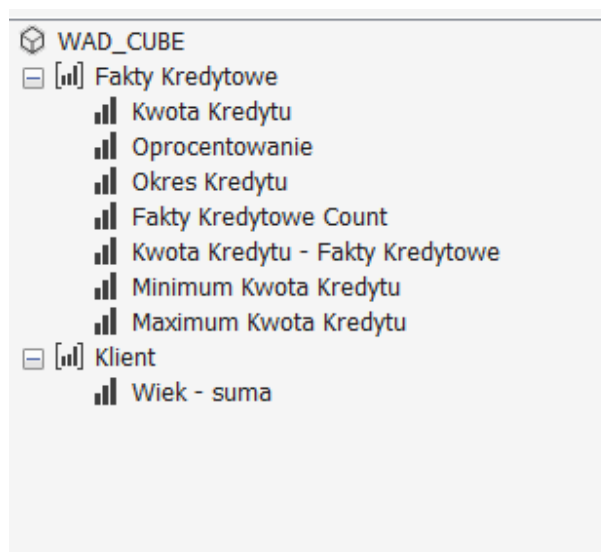 WAD_CUBE
Fakty Kredytowe
Kwota Kredytu
Oprocentowanie
Okres Kredytu
Fakty Kredytowe Count
Kwota Kredytu - Fakty Kredytowe
Minimum Kwota Kredytu
Maximum Kwota Kredytu
Klient
Wiek - suma